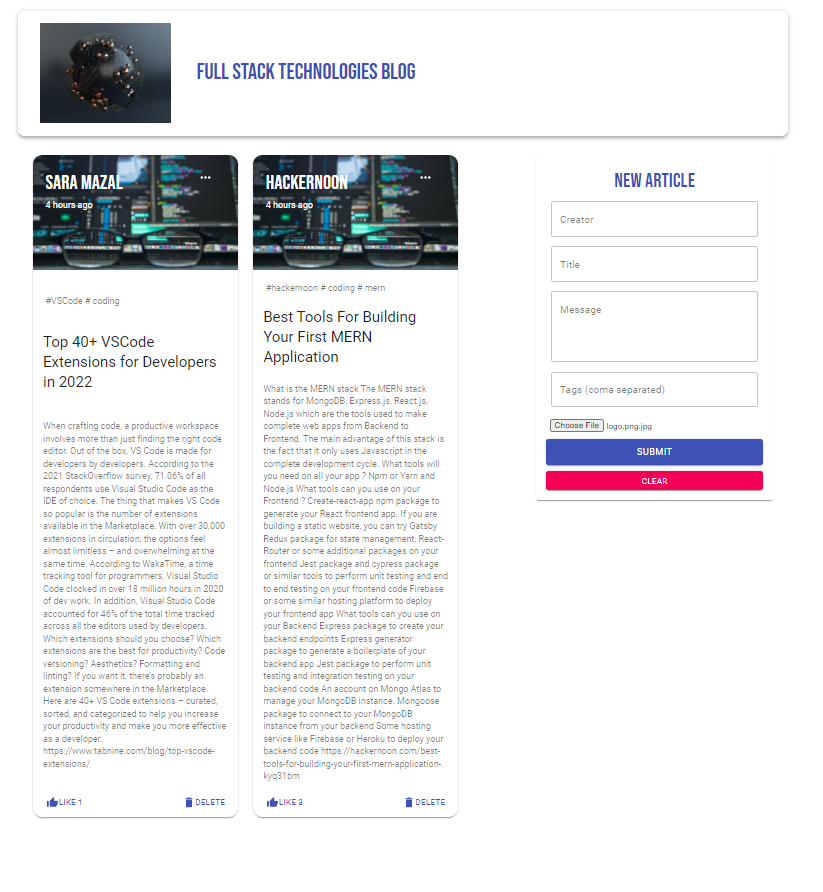 FULL STACK TECHNOLOGIES BLOG
SARA MAZAL
4 hours ago
#VSCode # coding
Top 40+ VSCode
Extensions for Developers
in 2022
When crafting code, a productive workspace
involves more than just finding the right code
editor. Out of the box, VS Code is made for
developers by developers. According to the
2021 StackOverflow survey, 71.06% of all
respondents use Visual Studio Code as the
IDE of choice. The thing that makes VS Code
so popular is the number of extensions
available in the Marketplace. With over 30,000
extensions in circulation, the options feel
almost limitless – and overwhelming at the
same time. According to WakaTime, a time
tracking tool for programmers, Visual Studio
Code clocked in over 18 million hours in 2020
of dev work. In addition, Visual Studio Code
accounted for 46% of the total time tracked
across all the editors used by developers.
Which extensions should you choose? Which
extensions are the best for productivity? Code
versioning? Aesthetics? Formatting and
linting? If you want it, there's probably an
extension somewhere in the Marketplace.
Here are 40+ VS Code extensions – curated,
sorted, and categorized to help you increase
your productivity and make you more effective
as a developer.
https://www.tabnine.com/blog/top-vscode-
extensions/
LIKE 1
DELETE
HACKERNOON
4 hours ago
#hackernoon # coding # mern
Best Tools For Building
Your First MERN
Application
What is the MERN stack The MERN stack
stands for MongoDB, Express.js, React.js,
Node.js which are the tools used to make
complete web apps from Backend to
Frontend. The main advantage of this stack is
the fact that it only uses Javascript in the
complete development cycle. What tools will
you need on all your app ? Npm or Yarn and
Node.js What tools can you use on your
Frontend ? Create-react-app npm package to
generate your React frontend app. If you are
building a static website, you can try Gatsby
Redux package for state management, React-
Router or some additional packages on your
frontend Jest package and cypress package
or similar tools to perform unit testing and end
to end testing on your frontend code Firebase
or some similar hosting platform to deploy
your frontend app What tools can you use on
your Backend Express package to create your
backend endpoints Express generator
package to generate a boilerplate of your
backend app Jest package to perform unit
testing and integration testing on your
backend code An account on Mongo Atlas to
manage your MongoDB instance. Mongoose
package to connect to your MongoDB
instance from your backend Some hosting
service like Firebase or Heroku to deploy your
backend code https://hackernoon.com/best-
tools-for-building-your-first-mern-application-
kyq31bm
LIKE 3
DELETE
NEW ARTICLE
Creator
Title
Message
Tags (coma separated)
Choose File logo.png.jpg
SUBMIT
CLEAR